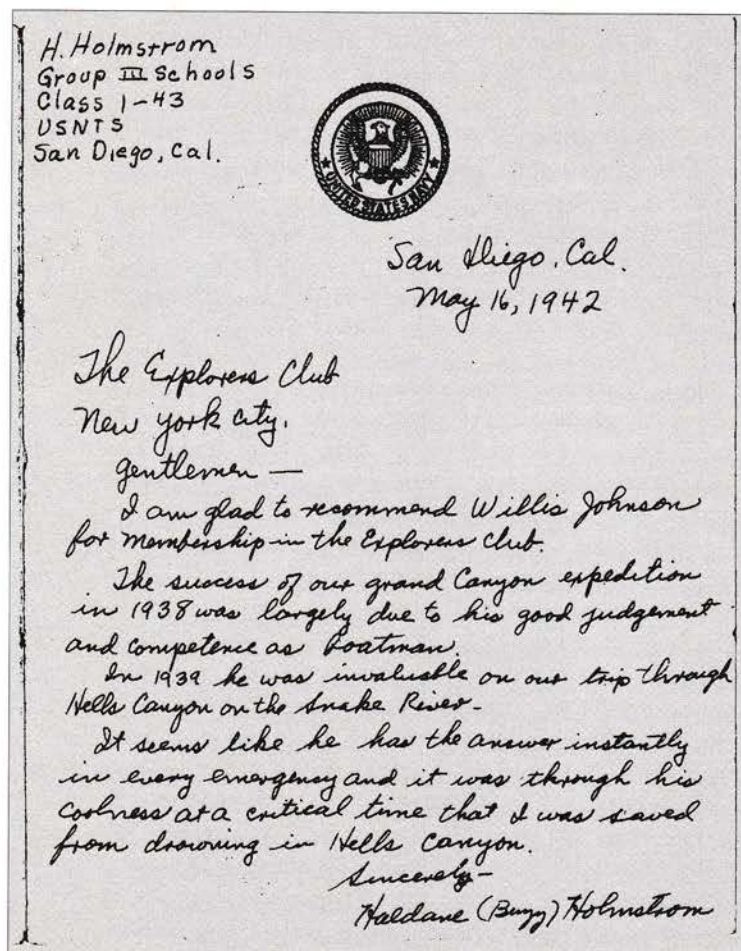 H. Holmstrom
Group III Schools
Class 1-43
USNTS
San Diego, Cal.
UNITED STATES NAVY
San Diego, Cal.
May 16, 1942
The Explorers Club
New York City.
Gentlemen —
I am glad to recommend Willis Johnson
for membership in the Explorers Club.
The success of our grand Canyon expedition
in 1938 was largely due to his good judgement
and competence as boatman.
In 1939 he was invaluable on our trip through
Hells Canyon on the Snake River-
It seems like he has the answer instantly
in every emergency and it was through his
coolness at a critical time that I was saved
from drowning in Hells Canyon.
Sincerely-
Haldane (Buzz) Holmstrom